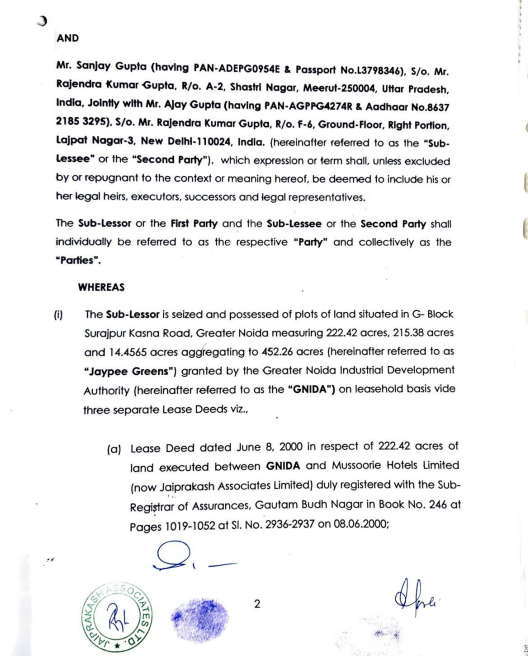 AND
Mr. Sanjay Gupta (having PAN-ADEPG0954E & Passport No.L3798346), S/o. Mr.
Rajendra Kumar Gupta, R/o. A-2, Shastri Nagar, Meerut-250004, Uttar Pradesh,
India, Jointly with Mr. Ajay Gupta (having PAN-AGPPG4274R & Aadhaar No.8637
2185 3295), S/o. Mr. Rajendra Kumar Gupta, R/o. F-6, Ground-Floor, Right Portion,
Lajpat Nagar-3, New Delhi-110024, India. (hereinafter referred to as the "Sub-
Lessee" or the "Second Party"), which expression or term shall, unless excluded
by or repugnant to the context or meaning hereof, be deemed to include his or
her legal heirs, executors, successors and legal representatives.
The Sub-Lessor or the First Party and the Sub-Lessee or the Second Party shall
individually be referred to as the respective "Party" and collectively as the
"Parties".
WHEREAS
(i) The Sub-Lessor is seized and possessed of plots of land situated in G- Block
Surajpur Kasna Road, Greater Noida measuring 222.42 acres, 215.38 acres
and 14.4565 acres aggregating to 452.26 acres (hereinafter referred to as
"Jaypee Greens") granted by the Greater Noida Industrial Development
Authority (hereinafter referred to as the "GNIDA") on leasehold basis vide
three separate Lease Deeds viz.,
(a) Lease Deed dated June 8, 2000 in respect of 222.42 acres of
land executed between GNIDA and Mussoorie Hotels Limited
(now Jaiprakash Associates Limited) duly registered with the Sub-
Registrar of Assurances, Gautam Budh Nagar in Book No. 246 at
Pages 1019-1052 at Sl. No. 2936-2937 on 08.06.2000;
JAIPRAKASH ASSOCIATES LTD.
2